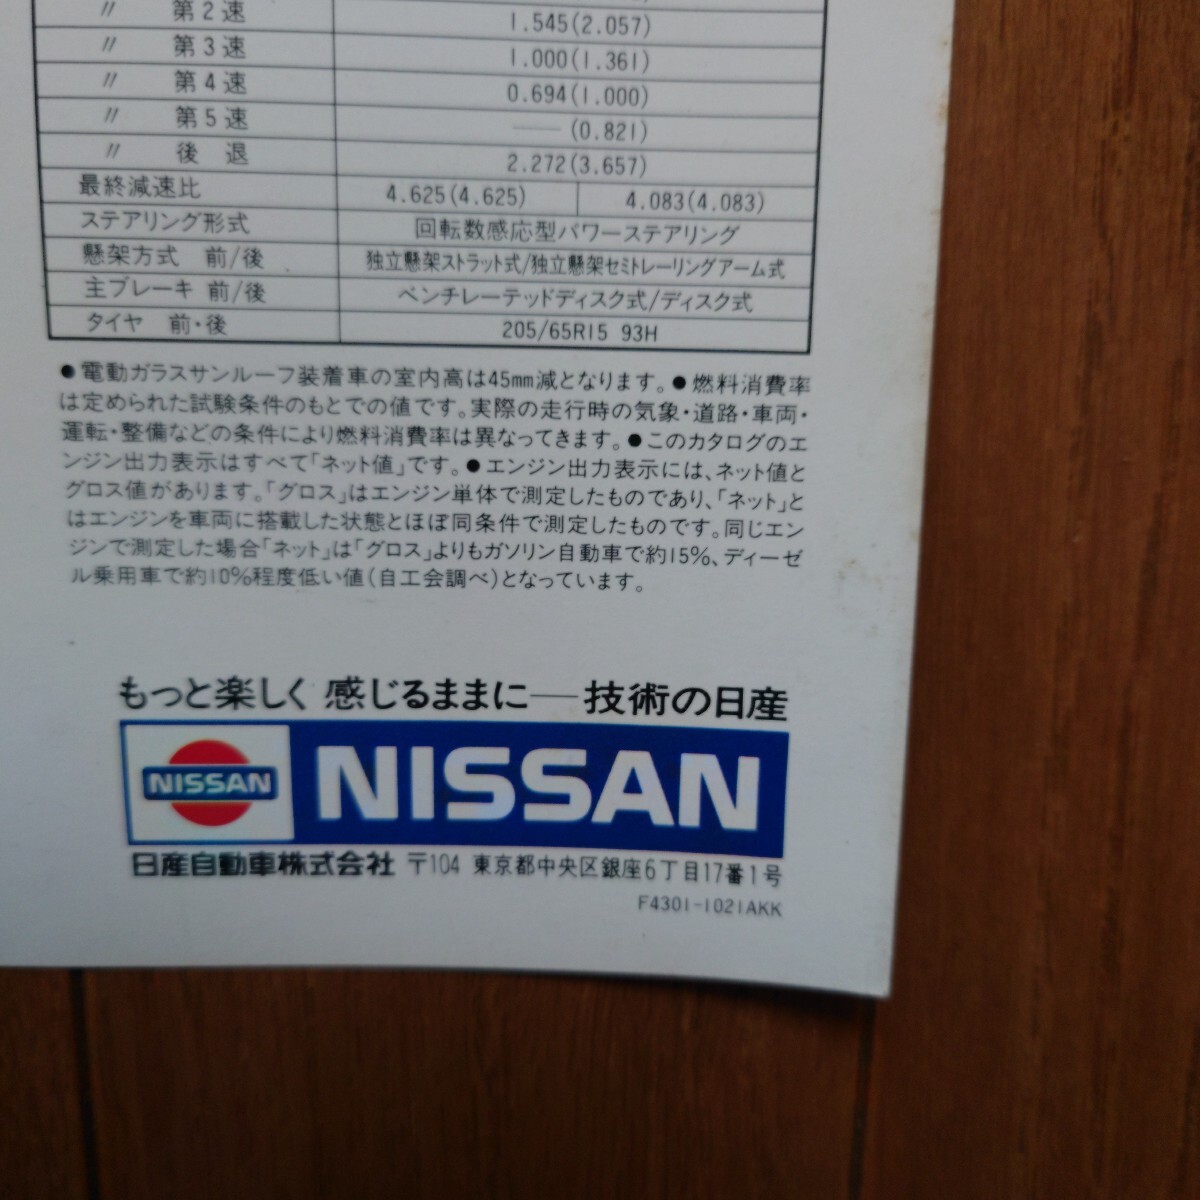 〃 第2速 1.545(2.057)
〃 第3速 1.000(1.361)
〃 第4速 0.694(1.000)
〃 第5速 ——(0.821)
〃 後 退 2.272(3.657)
最終減速比 4.625(4.625) 4.083(4.083)
ステアリング形式 回転数感応型パワーステアリング
懸架方式 前/後 独立懸架ストラット式/独立懸架セミトレーリングアーム式
主ブレーキ 前/後 ベンチレーテッドディスク式/ディスク式
タイヤ 前・後 205/65R15 93H
●電動ガラスサンルーフ装着車の室内高は45mm減となります。●燃料消費率
は定められた試験条件のもとでの値です。実際の走行時の気象・道路・車両・
運転・整備などの条件により燃料消費率は異なってきます。●このカタログのエ
ンジン出力表示はすべて「ネット値」です。●エンジン出力表示には、ネット値と
グロス値があります。「グロス」はエンジン単体で測定したものであり、「ネット」と
はエンジンを車両に搭載した状態とほぼ同条件で測定したものです。同じエン
ジンで測定した場合「ネット」は「グロス」よりもガソリン自動車で約15%、ディーゼ
ル乗用車で約10%程度低い値(自工会調べ)となっています。
もっと楽しく 感じるままに——技術の日産
NISSAN NISSAN
日産自動車株式会社 〒104 東京都中央区銀座6丁目17番1号
F4301-1021AKK